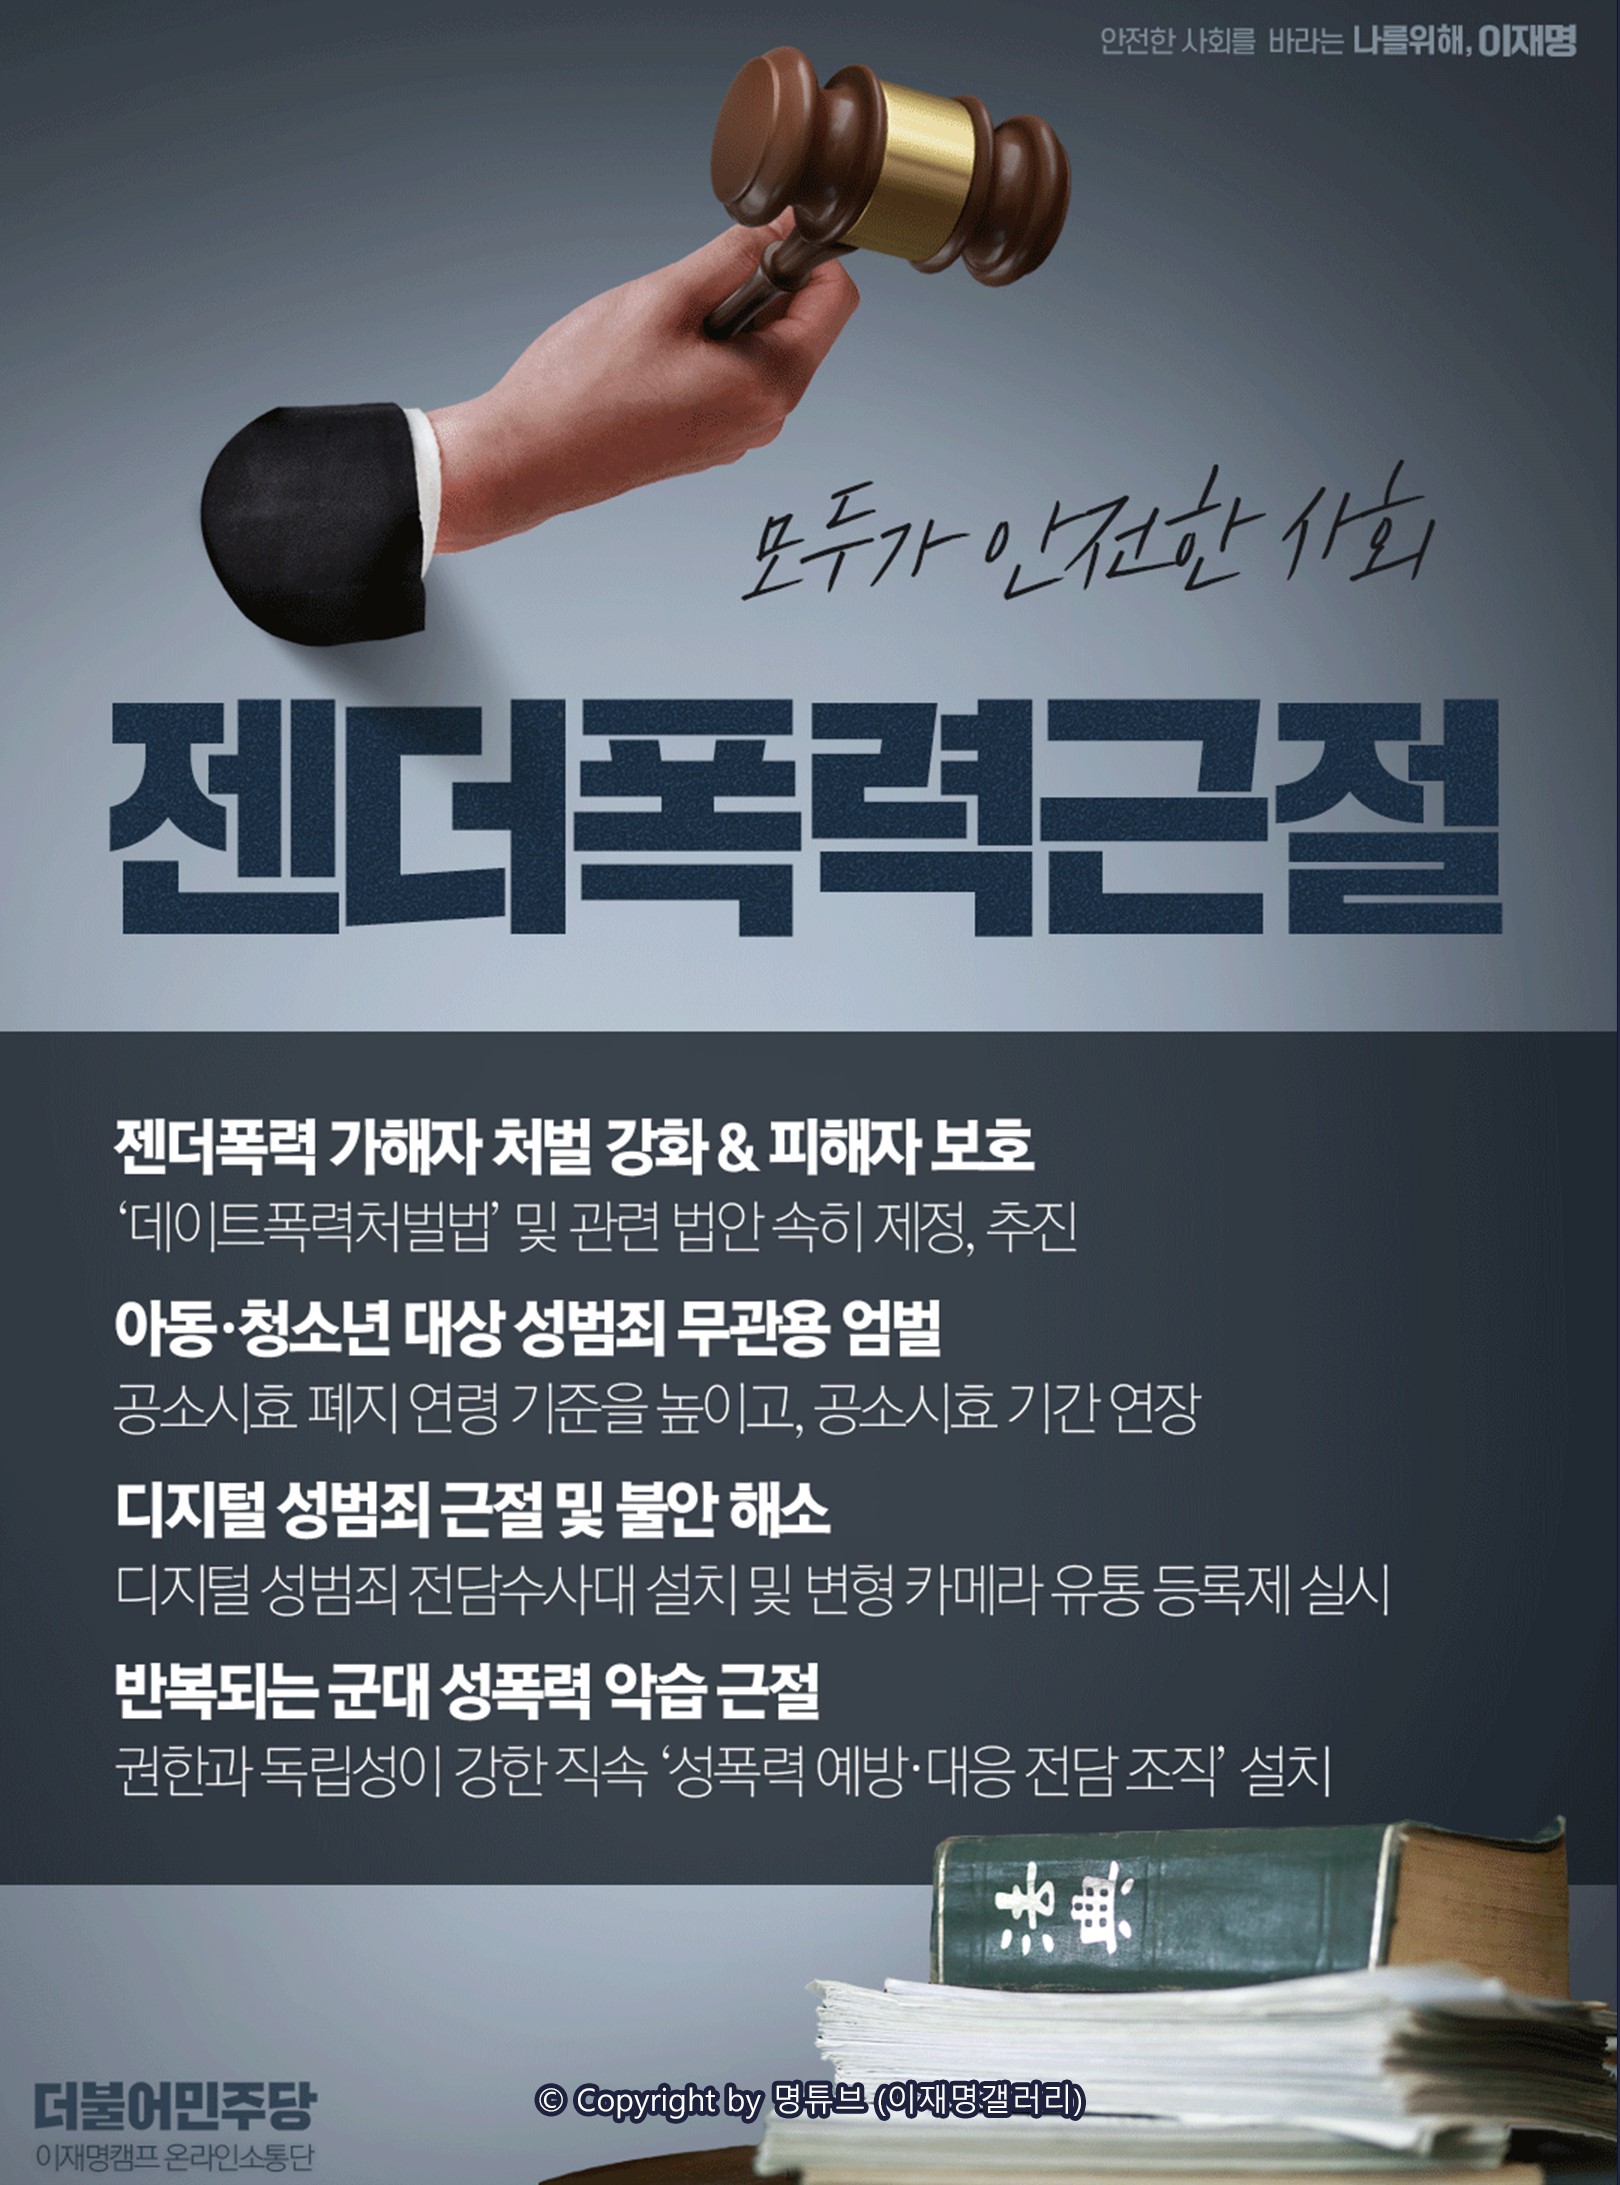 안전한 사회를 바라는 나를위해, 이재명
모두가 안전한 사회
젠더폭력근절
젠더폭력 가해자 처벌 강화 & 피해자 보호
‘데이트폭력처벌법’ 및 관련 법안 속히 제정, 추진
아동·청소년 대상 성범죄 무관용 엄벌
공소시효 폐지 연령 기준을 높이고, 공소시효 기간 연장
디지털 성범죄 근절 및 불안 해소
디지털 성범죄 전담수사대 설치 및 변형 카메라 유통 등록제 실시
반복되는 군대 성폭력 악습 근절
권한과 독립성이 강한 직속 ‘성폭력 예방·대응 전담 조직’ 설치
法典
더불어민주당
이재명캠프 온라인소통단
© Copyright by 명튜브 (이재명갤러리)